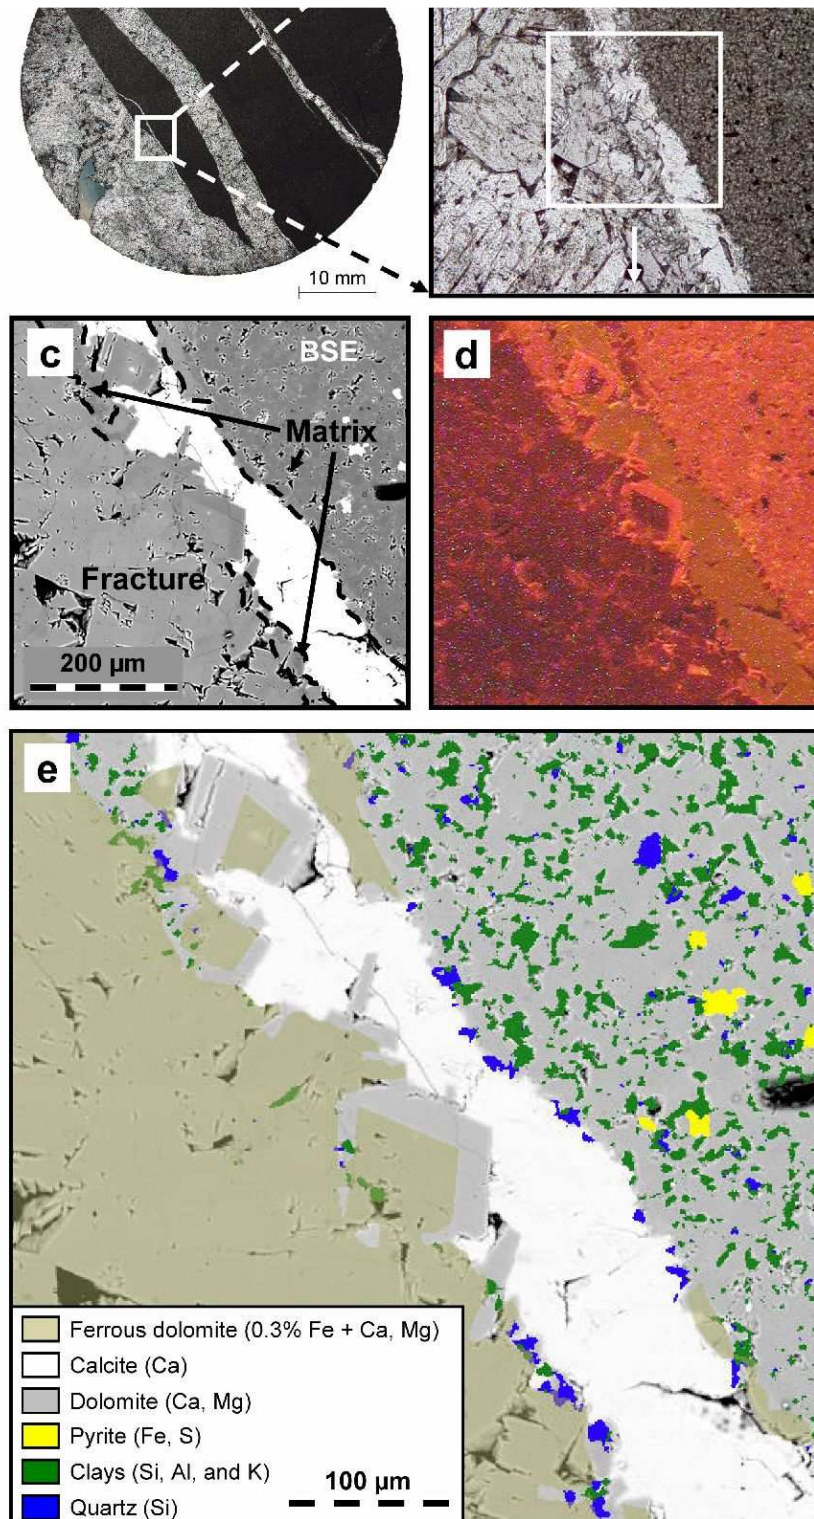 10 mm
c
BSE
Matrix
Fracture
200 µm
d
e
Ferrous dolomite (0.3% Fe + Ca, Mg)
Calcite (Ca)
Dolomite (Ca, Mg)
Pyrite (Fe, S)
Clays (Si, Al, and K)
Quartz (Si)
100 µm